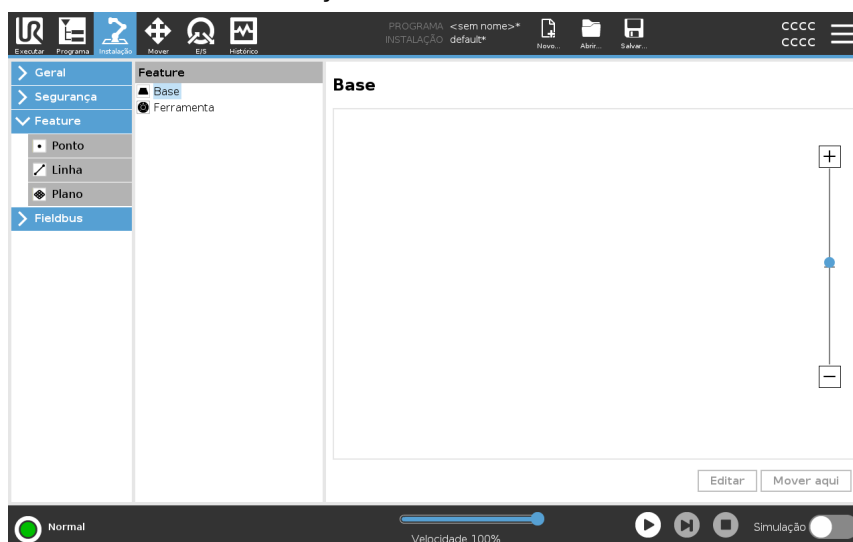 UR
Executar
Programa
Instalação
Mover
E/S
Histórico
PROGRAMA <sem nome>*
INSTALAÇÃO default*
Novo...
Abrir...
Salvar...
CCCC
CCCC
Geral
Segurança
Feature
Ponto
Linha
Plano
Fieldbus
Feature
Base
Ferramenta
Base
+
−
Editar
Mover aqui
Normal
Velocidade 100%
Simulação